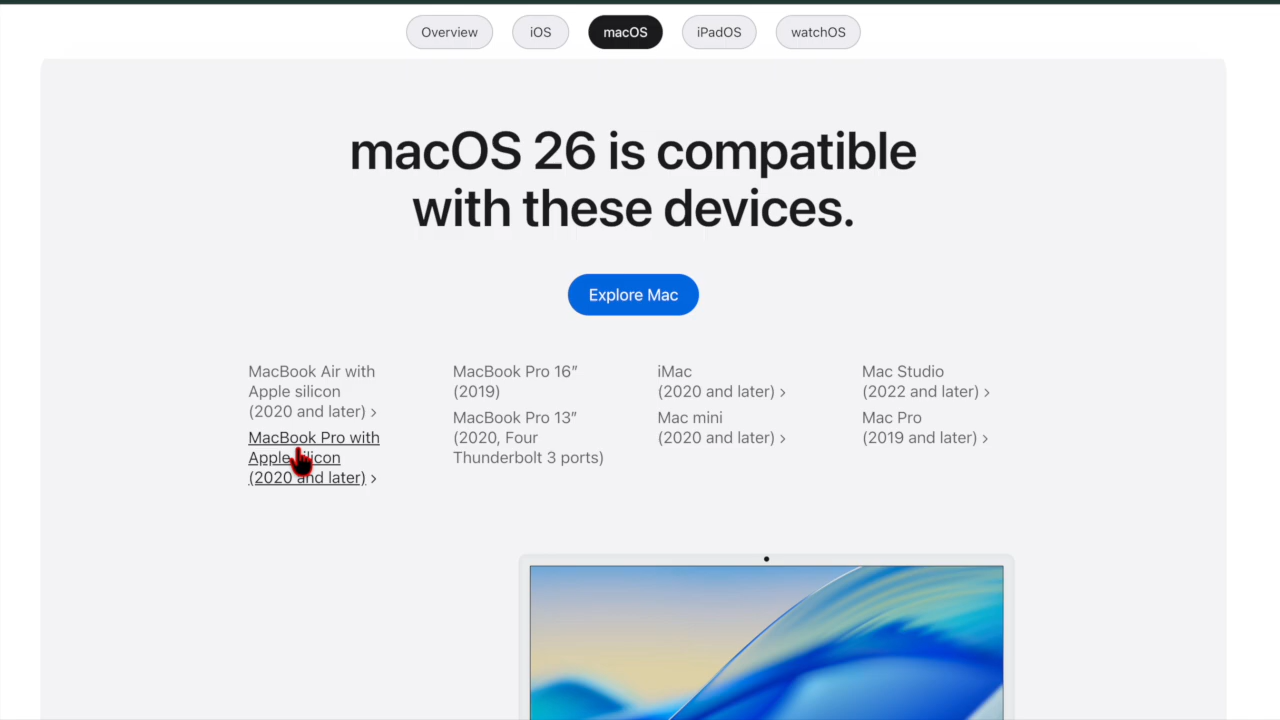 Overview
iOS
macOS
iPadOS
watchOS
macOS 26 is compatible
with these devices.
Explore Mac
MacBook Air with
Apple silicon
(2020 and later) ›
MacBook Pro with
Apple silicon
(2020 and later) ›
MacBook Pro 16”
(2019)
MacBook Pro 13”
(2020, Four
Thunderbolt 3 ports)
iMac
(2020 and later) ›
Mac mini
(2020 and later) ›
Mac Studio
(2022 and later) ›
Mac Pro
(2019 and later) ›